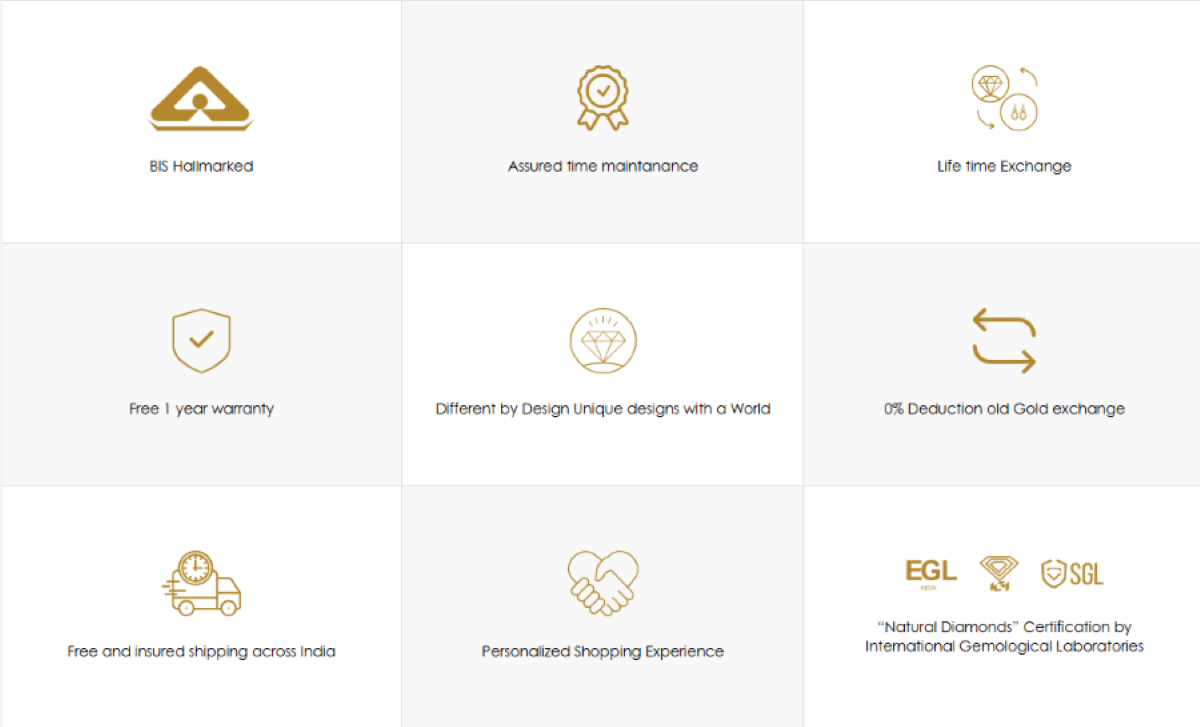 BIS Hallmarked
Assured time maintanance
Life time Exchange
Free 1 year warranty
Different by Design Unique designs with a World
0% Deduction old Gold exchange
Free and insured shipping across India
Personalized Shopping Experience
EGL
INDIA
SGL
“Natural Diamonds” Certification by
International Gemological Laboratories